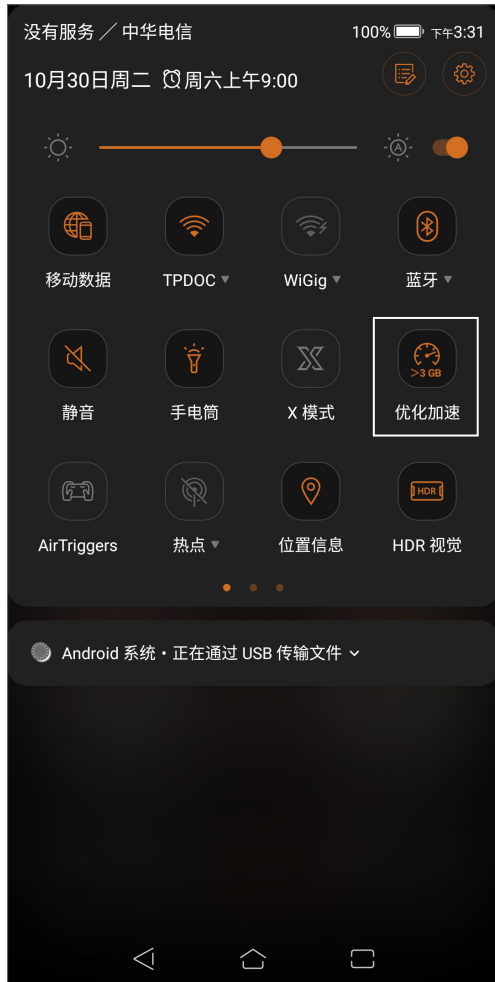 没有服务 ╱ 中华电信 100% 下午3:31
10月30日周二 周六上午9:00
A
移动数据 TPDOC WiGig 蓝牙
>3 GB
静音 手电筒 X 模式 优化加速
HDR
AirTriggers 热点 位置信息 HDR 视觉
Android 系统 • 正在通过 USB 传输文件